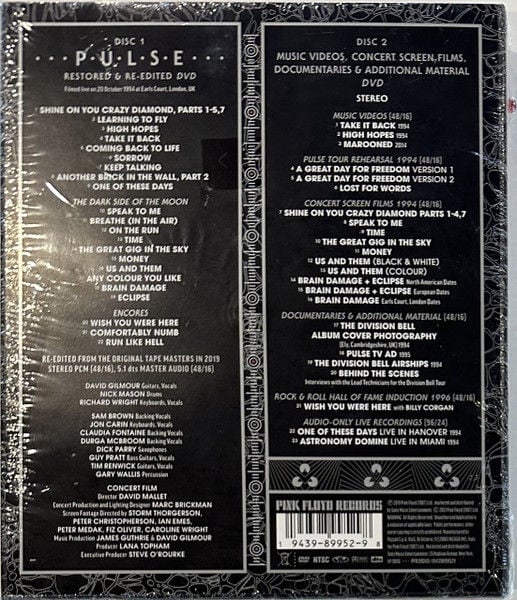 DISC 1
P·U·L·S·E
RESTORED & RE-EDITED DVD
Filmed live on 20 October 1994 at Earls Court, London, UK
1 SHINE ON YOU CRAZY DIAMOND, PARTS 1-5,7
2 LEARNING TO FLY
3 HIGH HOPES
4 TAKE IT BACK
5 COMING BACK TO LIFE
6 SORROW
7 KEEP TALKING
8 ANOTHER BRICK IN THE WALL, PART 2
9 ONE OF THESE DAYS
THE DARK SIDE OF THE MOON
10 SPEAK TO ME
11 BREATHE (IN THE AIR)
12 ON THE RUN
13 TIME
14 THE GREAT GIG IN THE SKY
15 MONEY
16 US AND THEM
17 ANY COLOUR YOU LIKE
18 BRAIN DAMAGE
19 ECLIPSE
ENCORES
20 WISH YOU WERE HERE
21 COMFORTABLY NUMB
22 RUN LIKE HELL
RE-EDITED FROM THE ORIGINAL TAPE MASTERS IN 2019
STEREO PCM (48/16), 5.1 dts MASTER AUDIO (48/16)
DAVID GILMOUR Guitars, Vocals
NICK MASON Drums
RICHARD WRIGHT Keyboards, Vocals
SAM BROWN Backing Vocals
JON CARIN Keyboards, Vocals
CLAUDIA FONTAINE Backing Vocals
DURGA MCBROOM Backing Vocals
DICK PARRY Saxophones
GUY PRATT Bass Guitars, Vocals
TIM RENWICK Guitars, Vocals
GARY WALLIS Percussion
CONCERT FILM
Director DAVID MALLET
Concert Production and Lighting Designer MARC BRICKMAN
Screen Footage Directed by STORM THORGERSON,
PETER CHRISTOPHERSON, IAN EMES,
PETER MEDAK, FIZ OLIVER, CAROLINE WRIGHT
Music Production JAMES GUTHRIE & DAVID GILMOUR
Producer LANA TOPHAM
Executive Producer STEVE O'ROURKE
DISC 2
MUSIC VIDEOS, CONCERT SCREEN FILMS,
DOCUMENTARIES & ADDITIONAL MATERIAL
DVD
STEREO
MUSIC VIDEOS (48/16)
1 TAKE IT BACK 1994
2 HIGH HOPES 1994
3 MAROONED 2014
PULSE TOUR REHEARSAL 1994 (48/16)
4 A GREAT DAY FOR FREEDOM VERSION 1
5 A GREAT DAY FOR FREEDOM VERSION 2
6 LOST FOR WORDS
CONCERT SCREEN FILMS 1994 (48/16)
7 SHINE ON YOU CRAZY DIAMOND PARTS 1-4,7
8 SPEAK TO ME
9 TIME
10 THE GREAT GIG IN THE SKY
11 MONEY
12 US AND THEM (BLACK & WHITE)
13 US AND THEM (COLOUR)
14 BRAIN DAMAGE + ECLIPSE North American Dates
15 BRAIN DAMAGE + ECLIPSE European Dates
16 BRAIN DAMAGE Earls Court, London Dates
DOCUMENTARIES & ADDITIONAL MATERIAL (48/16)
17 THE DIVISION BELL
ALBUM COVER PHOTOGRAPHY
(Ely, Cambridgeshire, UK) 1994
18 PULSE TV AD 1995
19 THE DIVISION BELL AIRSHIPS 1994
20 BEHIND THE SCENES
Interviews with the Lead Technicians for the Division Bell Tour
ROCK & ROLL HALL OF FAME INDUCTION 1996 (48/16)
21 WISH YOU WERE HERE with BILLY CORGAN
AUDIO-ONLY LIVE RECORDINGS (96/24)
22 ONE OF THESE DAYS LIVE IN HANOVER 1994
23 ASTRONOMY DOMINE LIVE IN MIAMI 1994
PINK FLOYD RECORDS
1 9439-89952-9 8
DVD NTSC